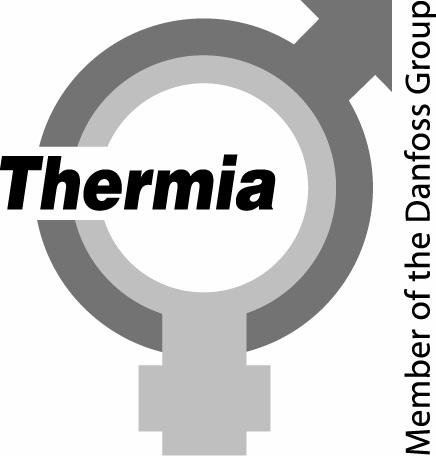 Thermia
Member of the Danfoss Group